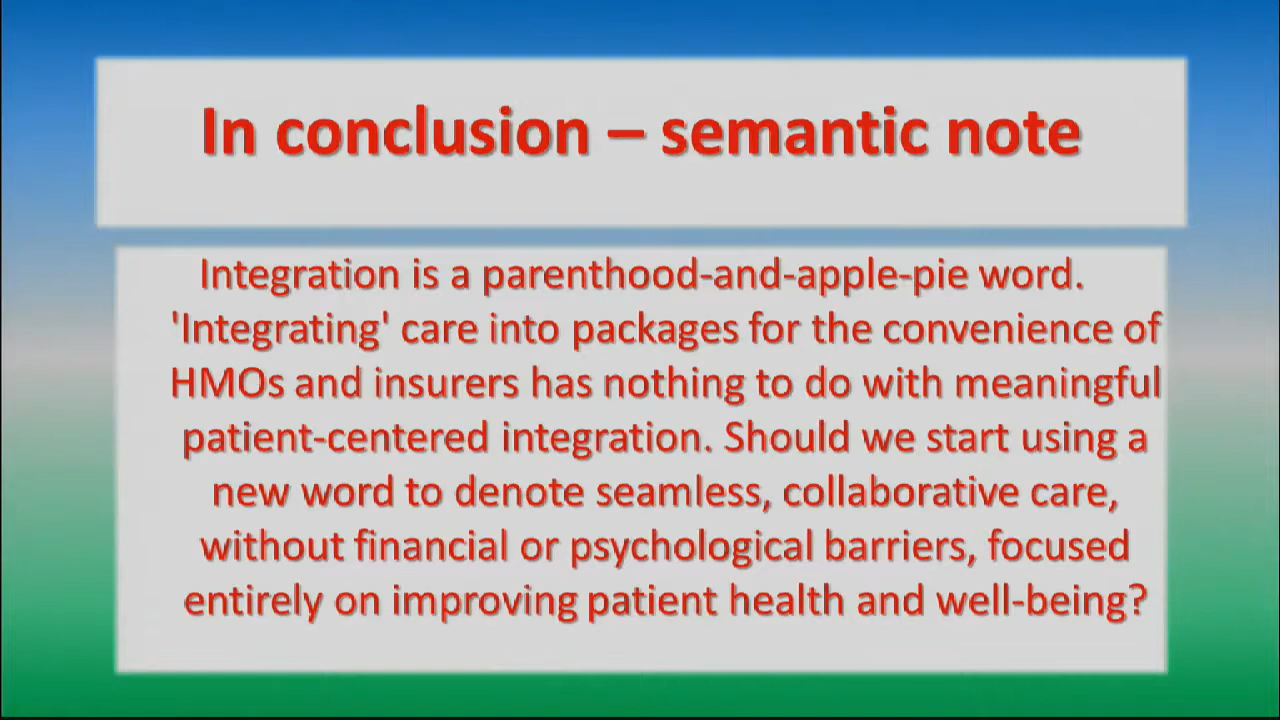 In conclusion – semantic note
Integration is a parenthood-and-apple-pie word.
'Integrating' care into packages for the convenience of
HMOs and insurers has nothing to do with meaningful
patient-centered integration. Should we start using a
new word to denote seamless, collaborative care,
without financial or psychological barriers, focused
entirely on improving patient health and well-being?